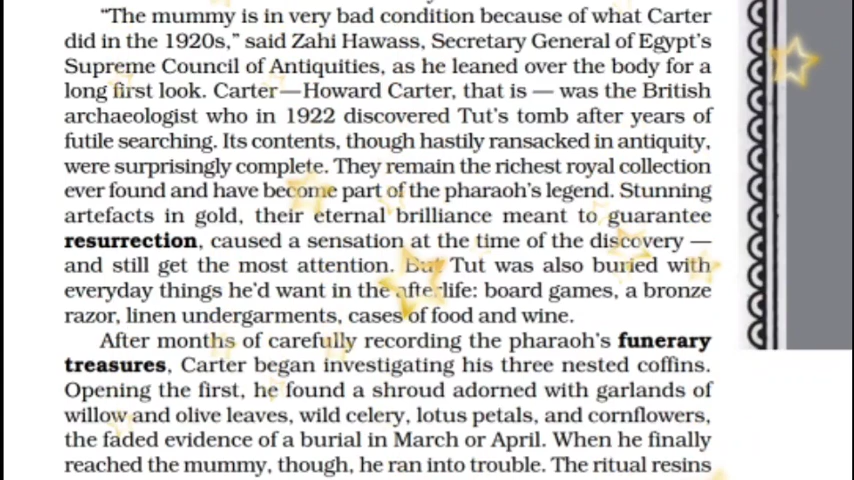 “The mummy is in very bad condition because of what Carter
did in the 1920s,” said Zahi Hawass, Secretary General of Egypt’s
Supreme Council of Antiquities, as he leaned over the body for a
long first look. Carter—Howard Carter, that is — was the British
archaeologist who in 1922 discovered Tut’s tomb after years of
futile searching. Its contents, though hastily ransacked in antiquity,
were surprisingly complete. They remain the richest royal collection
ever found and have become part of the pharaoh’s legend. Stunning
artefacts in gold, their eternal brilliance meant to guarantee
resurrection, caused a sensation at the time of the discovery —
and still get the most attention. But Tut was also buried with
everyday things he’d want in the afterlife: board games, a bronze
razor, linen undergarments, cases of food and wine.
After months of carefully recording the pharaoh’s funerary
treasures, Carter began investigating his three nested coffins.
Opening the first, he found a shroud adorned with garlands of
willow and olive leaves, wild celery, lotus petals, and cornflowers,
the faded evidence of a burial in March or April. When he finally
reached the mummy, though, he ran into trouble. The ritual resins